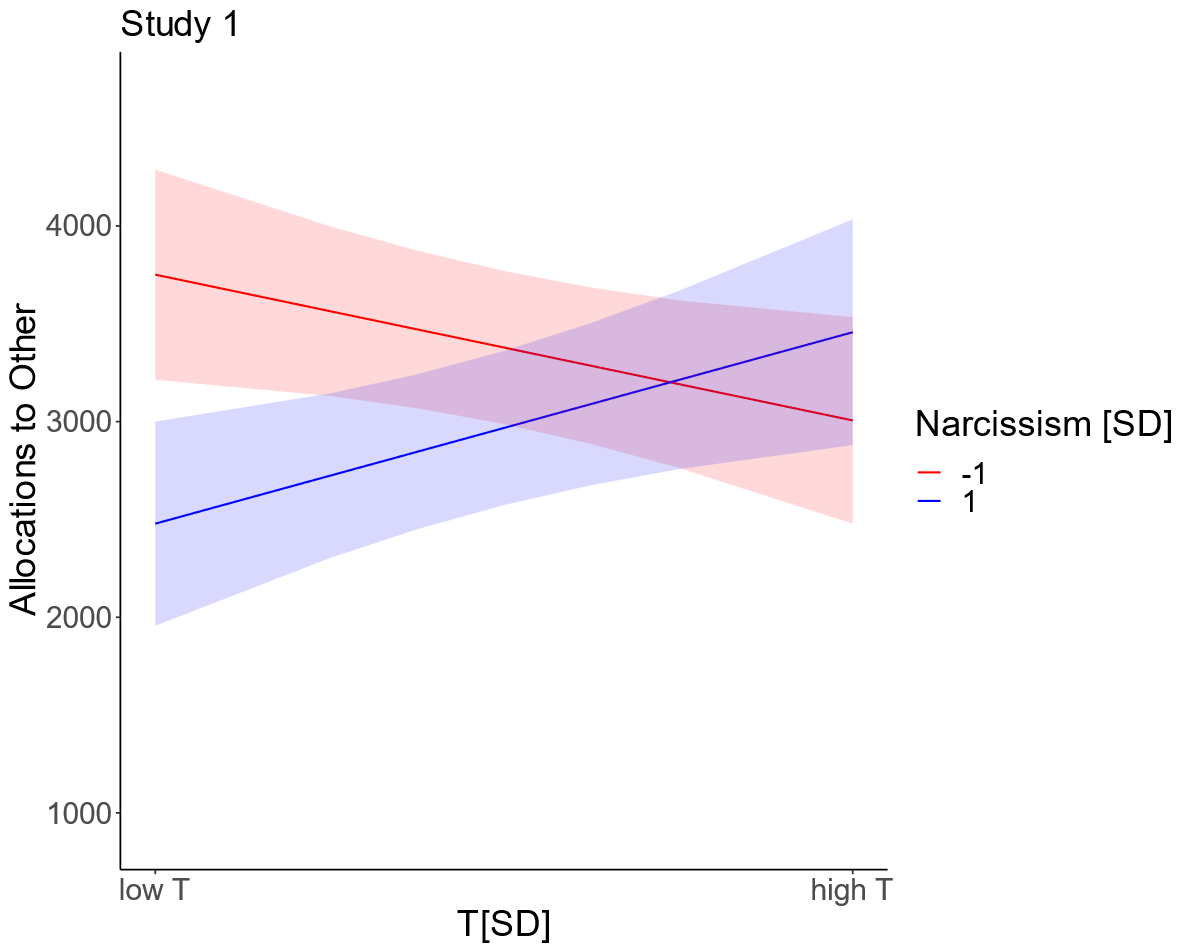 Study 1
Allocations to Other
4000
3000
2000
1000
low T
high T
T[SD]
Narcissism [SD]
-1
1